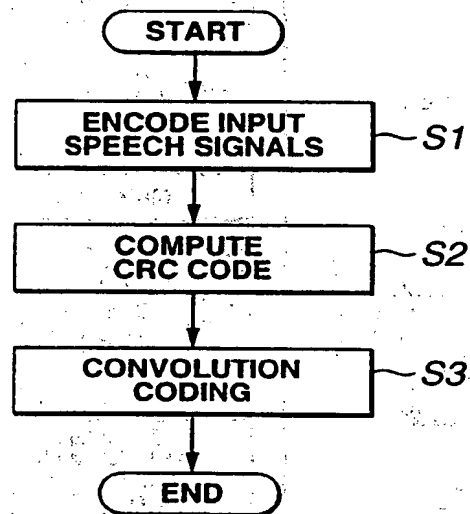 START
ENCODE INPUT
SPEECH SIGNALS
S1
COMPUTE
CRC CODE
S2
CONVOLUTION
CODING
S3
END